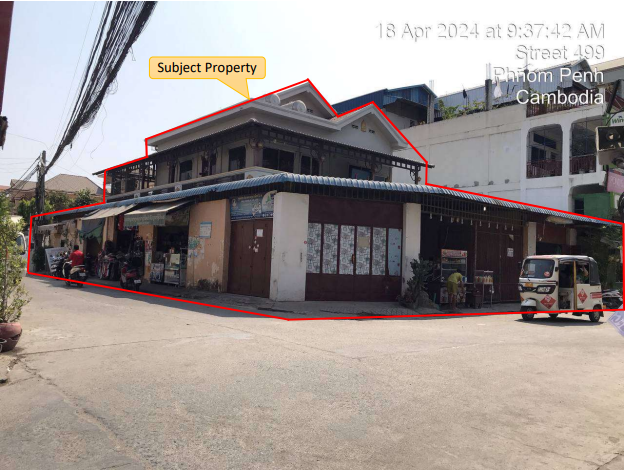 18 Apr 2024 at 9:37:42 AM
Street 499
Phnom Penh
Cambodia
Subject Property